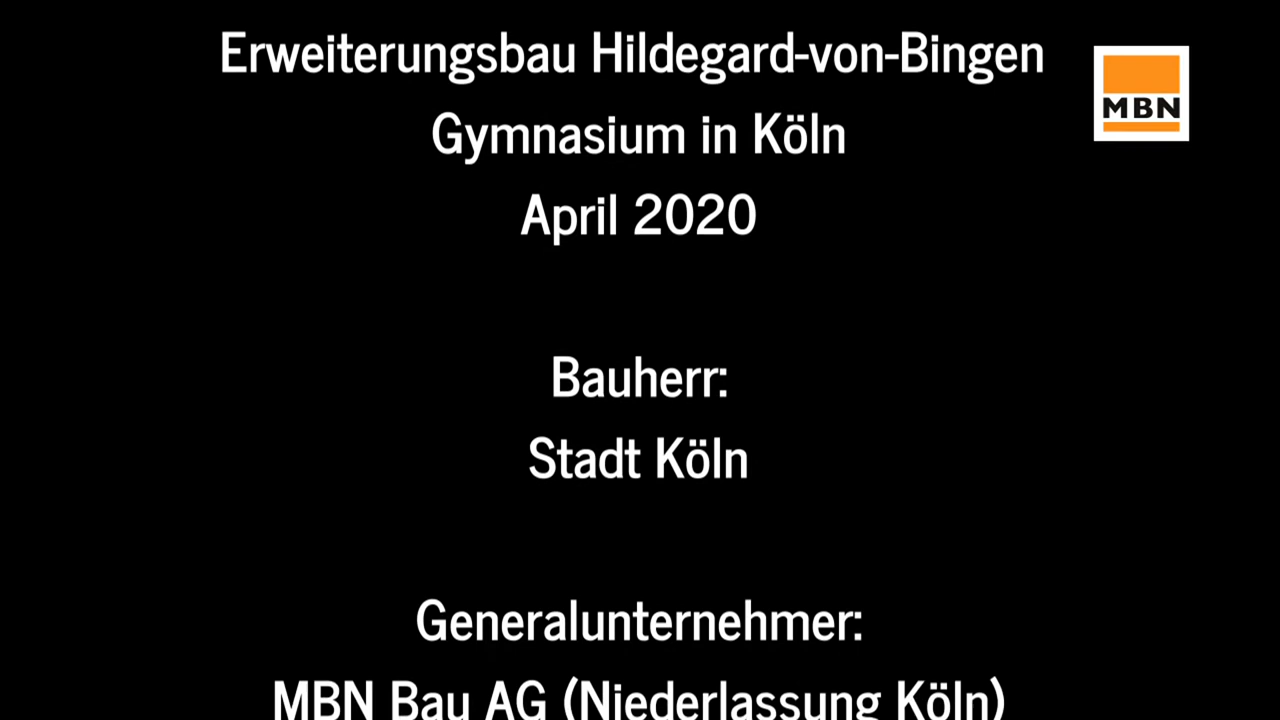 Erweiterungsbau Hildegard-von-Bingen
Gymnasium in Köln
April 2020
MBN
Bauherr:
Stadt Köln
Generalunternehmer:
MBN Bau AG (Niederlassung Köln)